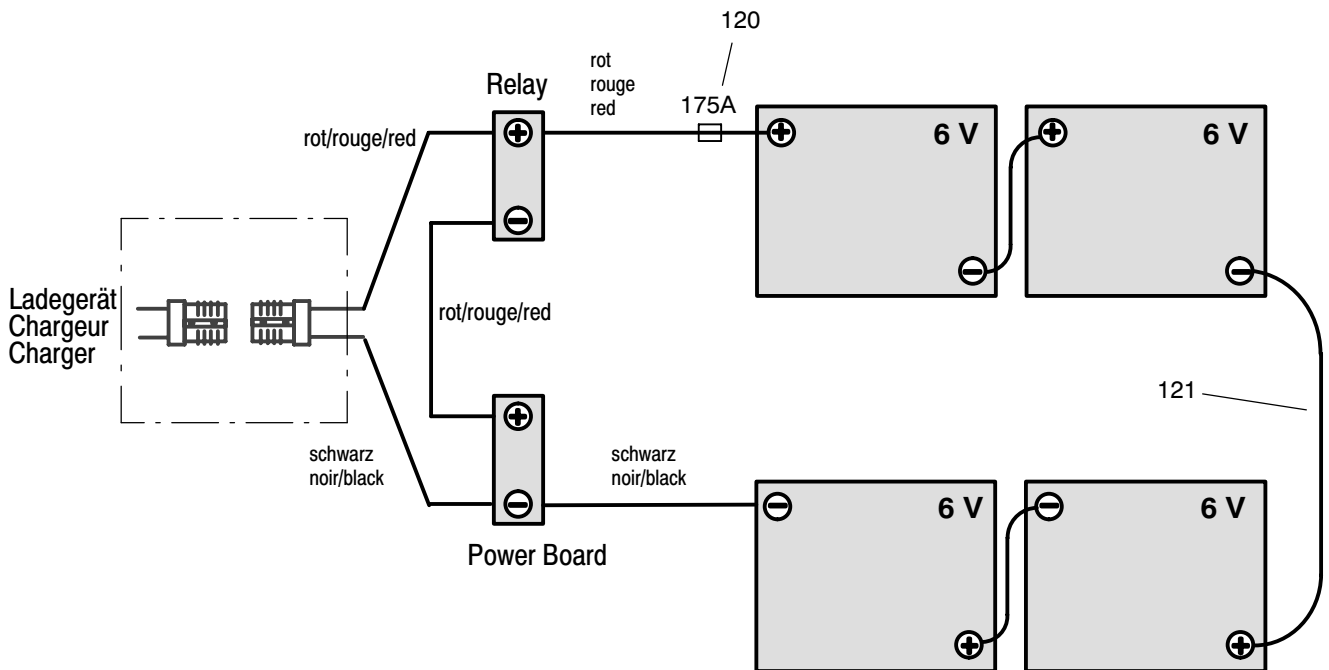 120
rot
rouge
red
Relay
175A
rot/rouge/red
6 V
6 V
Ladegerät
Chargeur
Charger
rot/rouge/red
121
schwarz
noir/black
schwarz
noir/black
6 V
6 V
Power Board